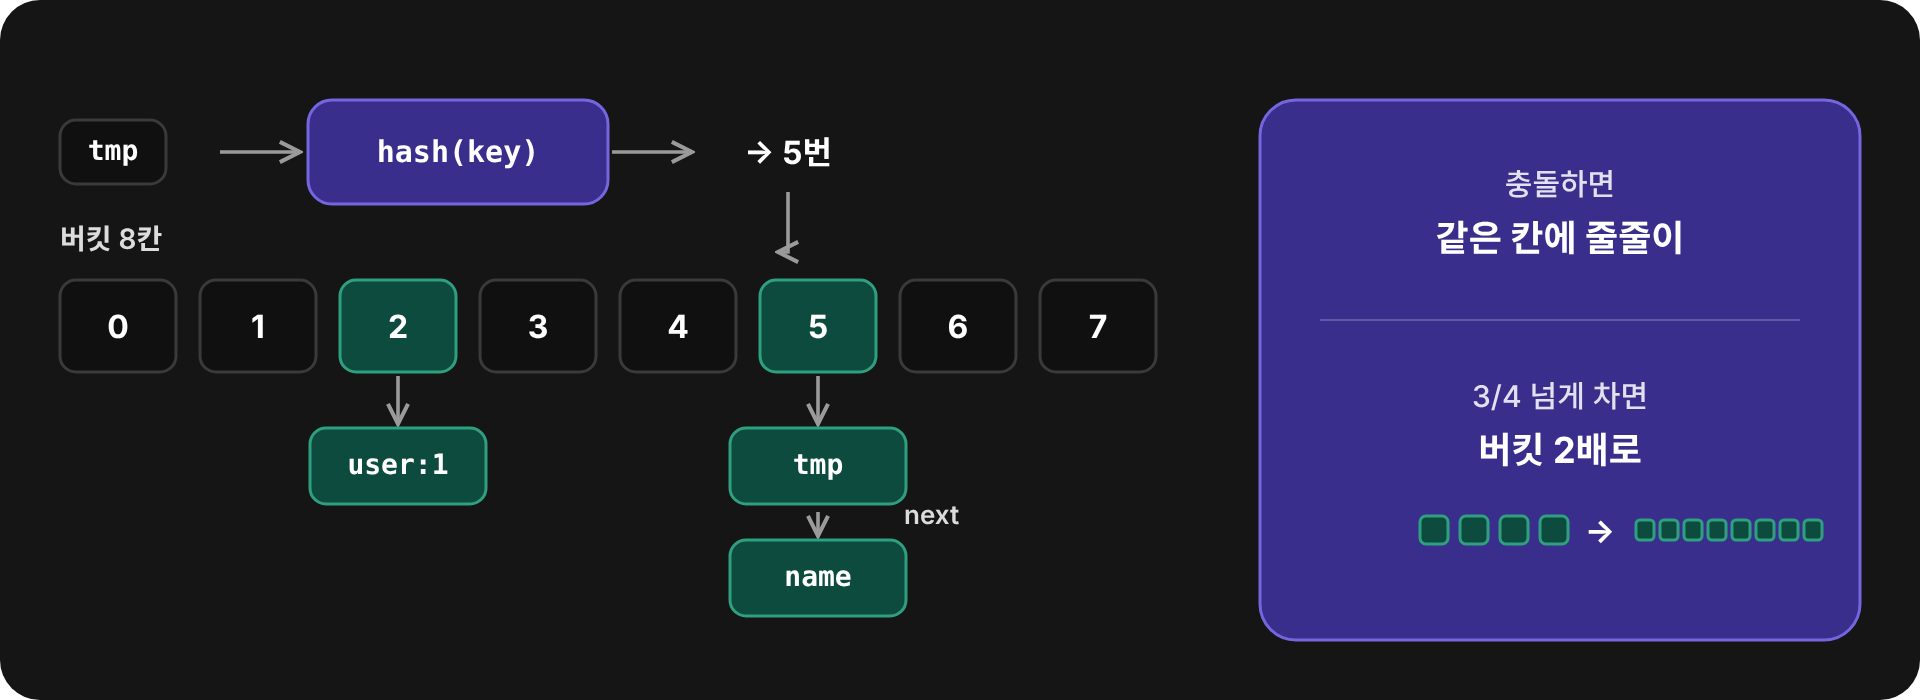 tmp
hash(key)
→ 5번
버킷 8칸
0 1 2 3 4 5 6 7
user:1
tmp
next
name
충돌하면
같은 칸에 줄줄이
3/4 넘게 차면
버킷 2배로
→